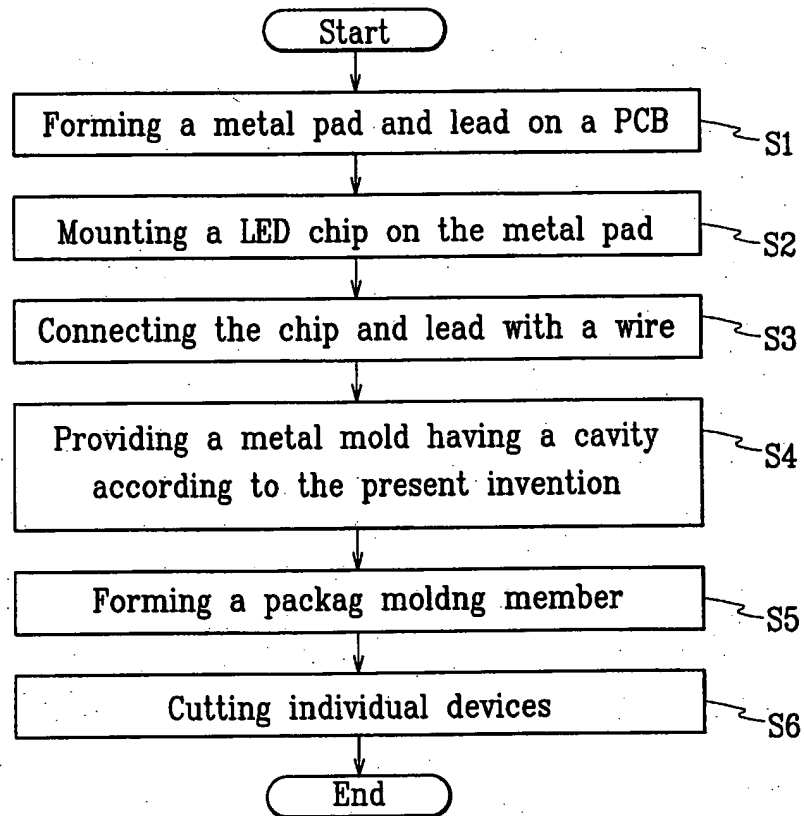 Start
Forming a metal pad and lead on a PCB
S1
Mounting a LED chip on the metal pad
S2
Connecting the chip and lead with a wire
S3
Providing a metal mold having a cavity
according to the present invention
S4
Forming a packag moldng member
S5
Cutting individual devices
S6
End